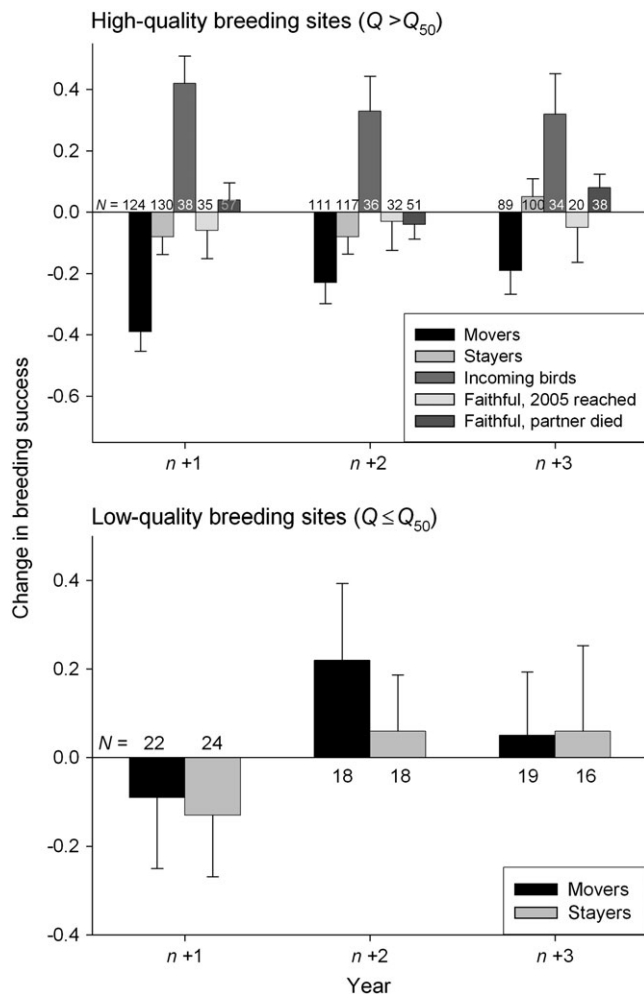 High-quality breeding sites (Q > Q50)
0.4
0.2
N = 124 130 38 35 57 111 117 36 32 51 89 100 34 20 38
0.0
-0.2
-0.4
-0.6
Movers
Stayers
Incoming birds
Faithful, 2005 reached
Faithful, partner died
n +1 n +2 n +3
Change in breeding success
Low-quality breeding sites (Q ≤ Q50)
0.4
0.2
N = 22 24
0.0
18 18 19 16
-0.2
-0.4
Movers
Stayers
n +1 n +2 n +3
Year